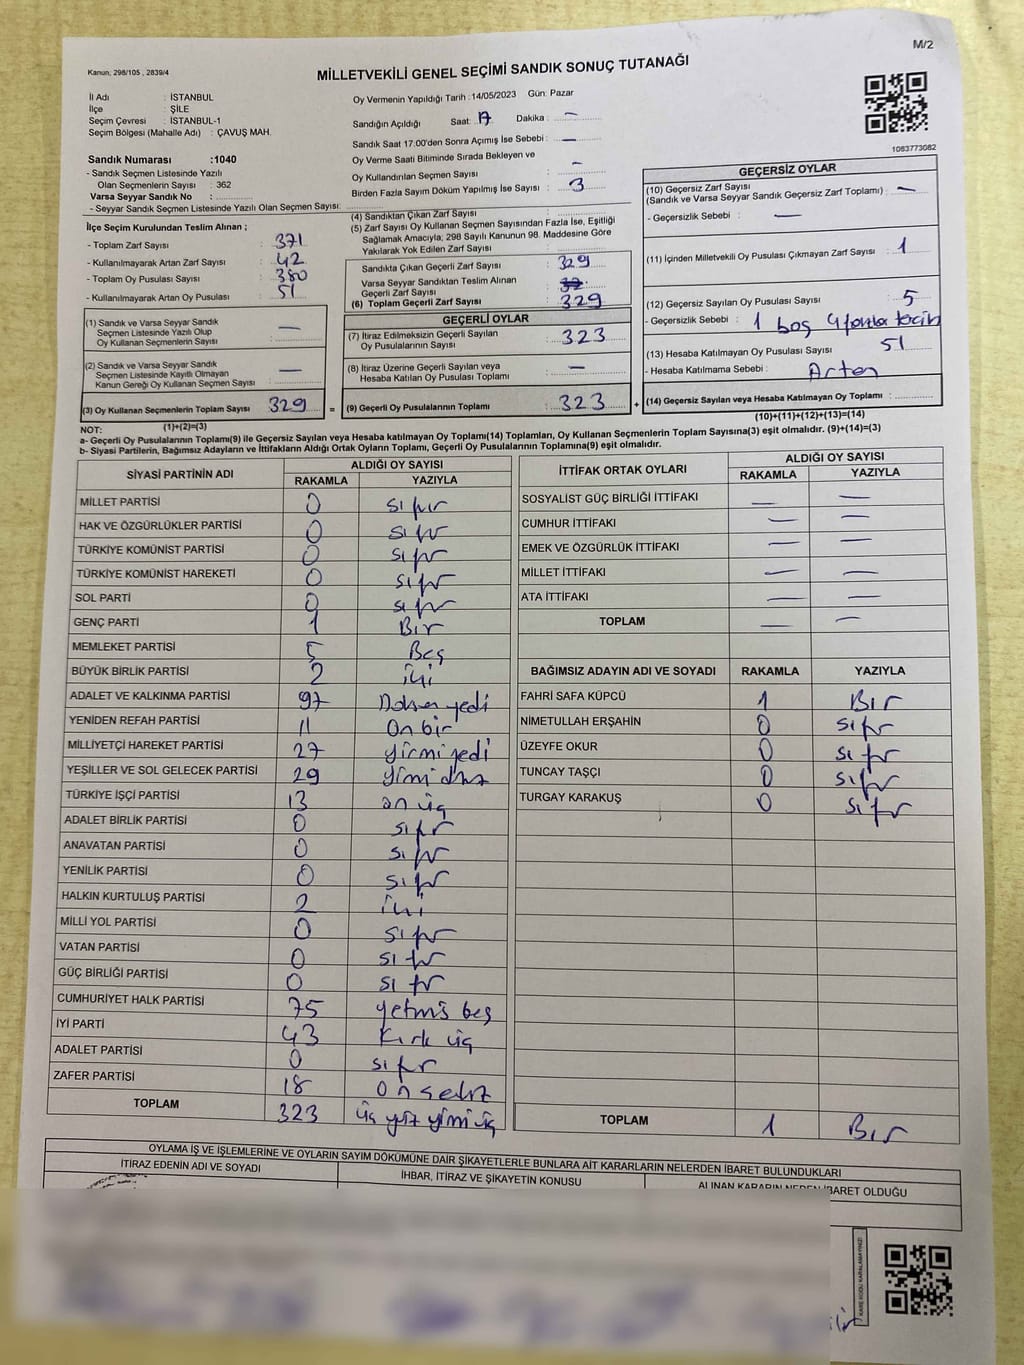 M/2
Kanun; 298/105 , 2839/4
MİLLETVEKİLİ GENEL SEÇİMİ SANDIK SONUÇ TUTANAĞI
İl Adı : İSTANBUL
İlçe : ŞİLE
Seçim Çevresi : İSTANBUL-1
Seçim Bölgesi (Mahalle Adı) : ÇAVUŞ MAH.
Sandık Numarası :1040
- Sandık Seçmen Listesinde Yazılı
Olan Seçmenlerin Sayısı : 362
Varsa Seyyar Sandık No :
- Seyyar Sandık Seçmen Listesinde Yazılı Olan Seçmen Sayısı:
Oy Vermenin Yapıldığı Tarih :14/05/2023 Gün: Pazar
Sandığın Açıldığı Saat: 17 Dakika : —
Sandık Saat 17:00'den Sonra Açılmış İse Sebebi : —
Oy Verme Saati Bitiminde Sırada Bekleyen ve
Oy Kullandırılan Seçmen Sayısı : —
Birden Fazla Sayım Döküm Yapılmış İse Sayısı : 3
1083773082
İlçe Seçim Kurulundan Teslim Alınan ;
- Toplam Zarf Sayısı : 371
- Kullanılmayarak Artan Zarf Sayısı : 42
- Toplam Oy Pusulası Sayısı : 380
- Kullanılmayarak Artan Oy Pusulası : 51
(1) Sandık ve Varsa Seyyar Sandık
Seçmen Listesinde Yazılı Olup
Oy Kullanan Seçmenlerin Sayısı : —
(2) Sandık ve Varsa Seyyar Sandık
Seçmen Listesinde Kayıtlı Olmayan
Kanun Gereği Oy Kullanan Seçmen Sayısı : —
(3) Oy Kullanan Seçmenlerin Toplam Sayısı 329 =
(1)+(2)=(3)
(4) Sandıktan Çıkan Zarf Sayısı :
(5) Zarf Sayısı Oy Kullanan Seçmen Sayısından Fazla İse, Eşitliği
Sağlamak Amacıyla; 298 Sayılı Kanunun 98. Maddesine Göre
Yakılarak Yok Edilen Zarf Sayısı :
Sandıkta Çıkan Geçerli Zarf Sayısı : 329
Varsa Seyyar Sandıktan Teslim Alınan
Geçerli Zarf Sayısı :
(6) Toplam Geçerli Zarf Sayısı : 329
GEÇERLİ OYLAR
(7) İtiraz Edilmeksizin Geçerli Sayılan
Oy Pusulalarının Sayısı : 323
(8) İtiraz Üzerine Geçerli Sayılan veya
Hesaba Katılan Oy Pusulası Toplamı : —
(9) Geçerli Oy Pusulalarının Toplamı : 323 +
GEÇERSİZ OYLAR
(10) Geçersiz Zarf Sayısı
(Sandık ve Varsa Seyyar Sandık Geçersiz Zarf Toplamı) : —
- Geçersizlik Sebebi : —
(11) İçinden Milletvekili Oy Pusulası Çıkmayan Zarf Sayısı : 1
(12) Geçersiz Sayılan Oy Pusulası Sayısı : 5
- Geçersizlik Sebebi : 1 boş 4 fazla tercih
(13) Hesaba Katılmayan Oy Pusulası Sayısı 51
- Hesaba Katılmama Sebebi : Artan
(14) Geçersiz Sayılan veya Hesaba Katılmayan Oy Toplamı :
(10)+(11)+(12)+(13)=(14)
NOT:
a- Geçerli Oy Pusulalarının Toplamı(9) ile Geçersiz Sayılan veya Hesaba katılmayan Oy Toplamı(14) Toplamları, Oy Kullanan Seçmenlerin Toplam Sayısına(3) eşit olmalıdır. (9)+(14)=(3)
b- Siyasi Partilerin, Bağımsız Adayların ve İttifakların Aldığı Ortak Oyların Toplamı, Geçerli Oy Pusulalarının Toplamına(9) eşit olmalıdır.
SİYASİ PARTİNİN ADI ALDIĞI OY SAYISI
RAKAMLA YAZIYLA
MİLLET PARTİSİ 0 sıfır
HAK VE ÖZGÜRLÜKLER PARTİSİ 0 sıfır
TÜRKİYE KOMÜNİST PARTİSİ 0 sıfır
TÜRKİYE KOMÜNİST HAREKETİ 0 sıfır
SOL PARTİ 0 sıfır
GENÇ PARTİ 1 Bir
MEMLEKET PARTİSİ 5 Beş
BÜYÜK BİRLİK PARTİSİ 2 iki
ADALET VE KALKINMA PARTİSİ 97 Doksan yedi
YENİDEN REFAH PARTİSİ 11 On bir
MİLLİYETÇİ HAREKET PARTİSİ 27 yirmi yedi
YEŞİLLER VE SOL GELECEK PARTİSİ 29 yirmi dokuz
TÜRKİYE İŞÇİ PARTİSİ 13 on üç
ADALET BİRLİK PARTİSİ 0 sıfır
ANAVATAN PARTİSİ 0 sıfır
YENİLİK PARTİSİ 0 sıfır
HALKIN KURTULUŞ PARTİSİ 2 iki
MİLLİ YOL PARTİSİ 0 sıfır
VATAN PARTİSİ 0 sıfır
GÜÇ BİRLİĞİ PARTİSİ 0 sıfır
CUMHURİYET HALK PARTİSİ 75 yetmiş beş
İYİ PARTİ 43 Kırk üç
ADALET PARTİSİ 0 sıfır
ZAFER PARTİSİ 18 on sekiz
TOPLAM 323 üç yüz yirmi üç
İTTİFAK ORTAK OYLARI ALDIĞI OY SAYISI
RAKAMLA YAZIYLA
SOSYALİST GÜÇ BİRLİĞİ İTTİFAKI — —
CUMHUR İTTİFAKI — —
EMEK VE ÖZGÜRLÜK İTTİFAKI — —
MİLLET İTTİFAKI — —
ATA İTTİFAKI — —
TOPLAM — —
BAĞIMSIZ ADAYIN ADI VE SOYADI RAKAMLA YAZIYLA
FAHRİ SAFA KÜPCÜ 1 Bir
NİMETULLAH ERŞAHİN 0 sıfır
ÜZEYFE OKUR 0 sıfır
TUNCAY TAŞÇI 0 sıfır
TURGAY KARAKUŞ 0 sıfır
TOPLAM 1 Bir
OYLAMA İŞ VE İŞLEMLERİNE VE OYLARIN SAYIM DÖKÜMÜNE DAİR ŞİKAYETLERLE BUNLARA AİT KARARLARIN NELERDEN İBARET BULUNDUKLARI
İTİRAZ EDENİN ADI VE SOYADI İHBAR, İTİRAZ VE ŞİKAYETİN KONUSU ALINAN KARARIN NEDEN İBARET OLDUĞU
KARE KODU KARALAMAYINIZ!